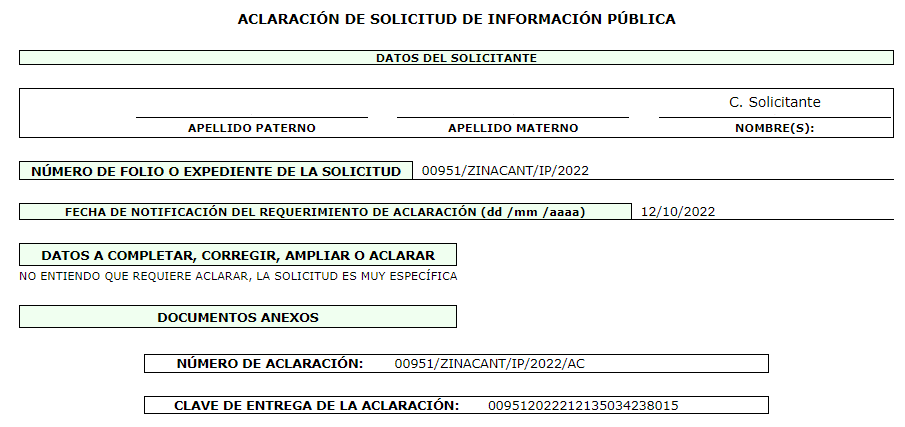 ACLARACIÓN DE SOLICITUD DE INFORMACIÓN PÚBLICA
DATOS DEL SOLICITANTE
C. Solicitante
APELLIDO PATERNO APELLIDO MATERNO NOMBRE(S):
NÚMERO DE FOLIO O EXPEDIENTE DE LA SOLICITUD 00951/ZINACANT/IP/2022
FECHA DE NOTIFICACIÓN DEL REQUERIMIENTO DE ACLARACIÓN (dd /mm /aaaa) 12/10/2022
DATOS A COMPLETAR, CORREGIR, AMPLIAR O ACLARAR
NO ENTIENDO QUE REQUIERE ACLARAR, LA SOLICITUD ES MUY ESPECÍFICA
DOCUMENTOS ANEXOS
NÚMERO DE ACLARACIÓN: 00951/ZINACANT/IP/2022/AC
CLAVE DE ENTREGA DE LA ACLARACIÓN: 009512022212135034238015